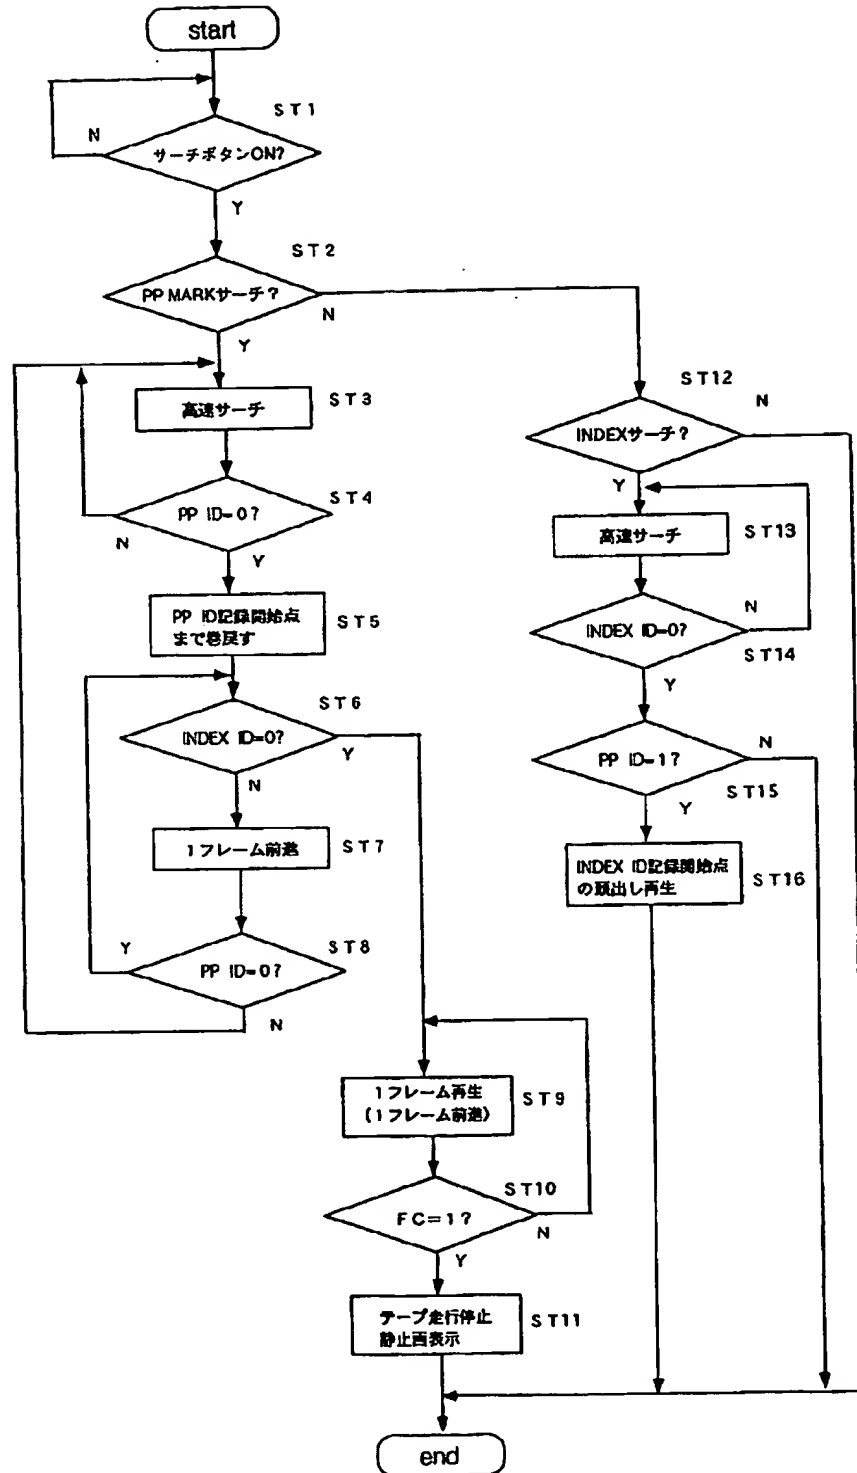 start
ST1
N
サーチボタンON?
Y
ST2
PP MARKサーチ?
N
Y
ST3
高速サーチ
ST4
PP ID=0?
N
Y
PP ID記録開始点
まで巻戻す
ST5
ST6
INDEX ID=0?
Y
N
1フレーム前進
ST7
ST8
Y
PP ID=0?
N
1フレーム再生
(1フレーム前進)
ST9
ST10
FC=1?
N
Y
テープ走行停止
静止画表示
ST11
ST12
N
INDEXサーチ?
Y
高速サーチ
ST13
N
INDEX ID=0?
ST14
Y
N
PP ID=1?
ST15
Y
INDEX ID記録開始点
の頭出し再生
ST16
end